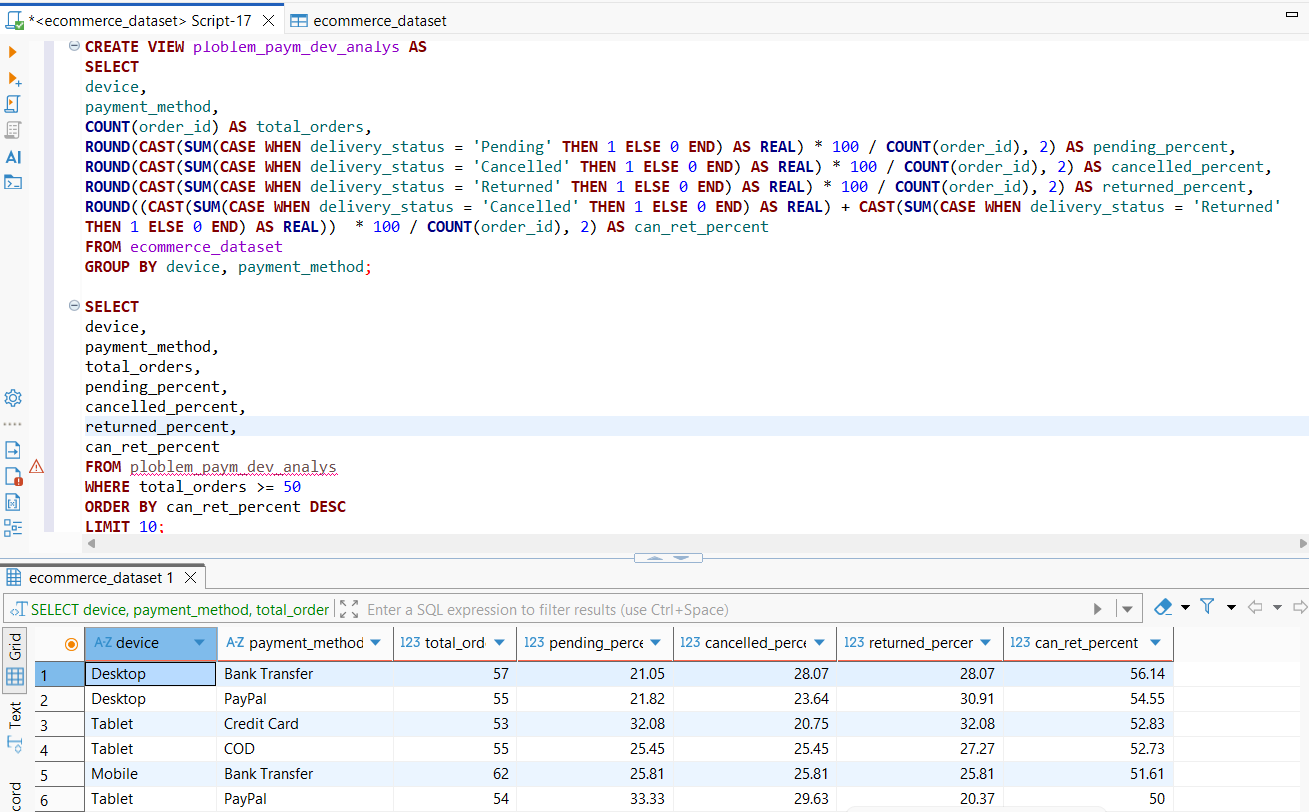 *<ecommerce_dataset> Script-17
ecommerce_dataset
CREATE VIEW ploblem_paym_dev_analys AS
SELECT
device,
payment_method,
COUNT(order_id) AS total_orders,
ROUND(CAST(SUM(CASE WHEN delivery_status = 'Pending' THEN 1 ELSE 0 END) AS REAL) * 100 / COUNT(order_id), 2) AS pending_percent,
ROUND(CAST(SUM(CASE WHEN delivery_status = 'Cancelled' THEN 1 ELSE 0 END) AS REAL) * 100 / COUNT(order_id), 2) AS cancelled_percent,
ROUND(CAST(SUM(CASE WHEN delivery_status = 'Returned' THEN 1 ELSE 0 END) AS REAL) * 100 / COUNT(order_id), 2) AS returned_percent,
ROUND((CAST(SUM(CASE WHEN delivery_status = 'Cancelled' THEN 1 ELSE 0 END) AS REAL) + CAST(SUM(CASE WHEN delivery_status = 'Returned'
THEN 1 ELSE 0 END) AS REAL))  * 100 / COUNT(order_id), 2) AS can_ret_percent
FROM ecommerce_dataset
GROUP BY device, payment_method;
SELECT
device,
payment_method,
total_orders,
pending_percent,
cancelled_percent,
returned_percent,
can_ret_percent
FROM ploblem_paym_dev_analys
WHERE total_orders >= 50
ORDER BY can_ret_percent DESC
LIMIT 10;
AI
ecommerce_dataset 1
SELECT device, payment_method, total_order
Enter a SQL expression to filter results (use Ctrl+Space)
Grid
Text
cord
A-Z device A-Z payment_method 123 total_ord 123 pending_perce 123 cancelled_perce 123 returned_percer 123 can_ret_percent
1 Desktop Bank Transfer 57 21.05 28.07 28.07 56.14
2 Desktop PayPal 55 21.82 23.64 30.91 54.55
3 Tablet Credit Card 53 32.08 20.75 32.08 52.83
4 Tablet COD 55 25.45 25.45 27.27 52.73
5 Mobile Bank Transfer 62 25.81 25.81 25.81 51.61
6 Tablet PayPal 54 33.33 29.63 20.37 50